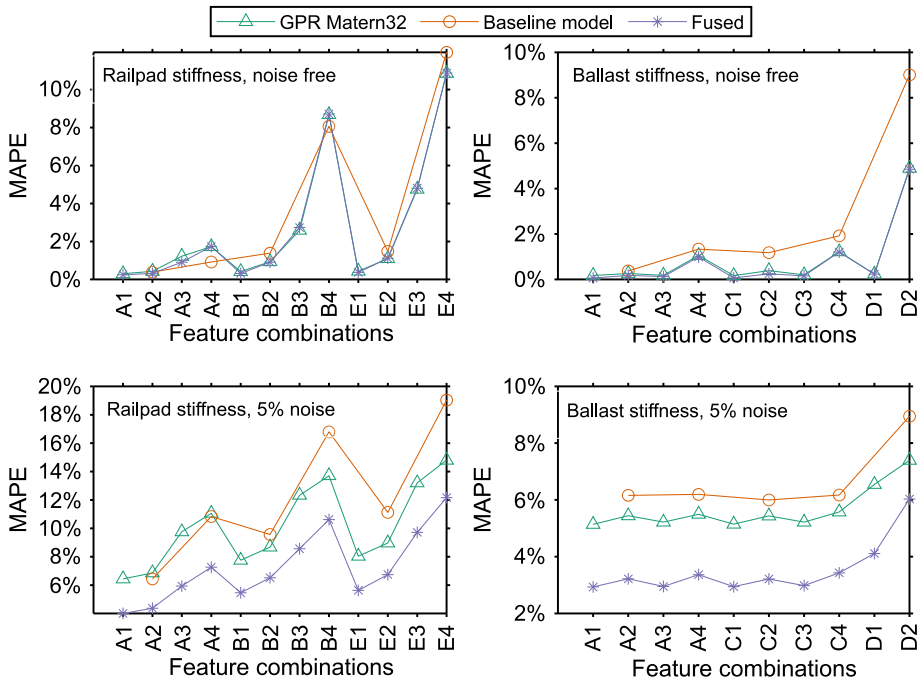 GPR Matern32 Baseline model Fused
Railpad stiffness, noise free
MAPE
10%
8%
6%
4%
2%
0%
A1 A2 A3 A4 B1 B2 B3 B4 E1 E2 E3 E4
Feature combinations
Ballast stiffness, noise free
MAPE
10%
8%
6%
4%
2%
0%
A1 A2 A3 A4 C1 C2 C3 C4 D1 D2
Feature combinations
Railpad stiffness, 5% noise
MAPE
20%
18%
16%
14%
12%
10%
8%
6%
A1 A2 A3 A4 B1 B2 B3 B4 E1 E2 E3 E4
Feature combinations
Ballast stiffness, 5% noise
MAPE
10%
8%
6%
4%
2%
A1 A2 A3 A4 C1 C2 C3 C4 D1 D2
Feature combinations